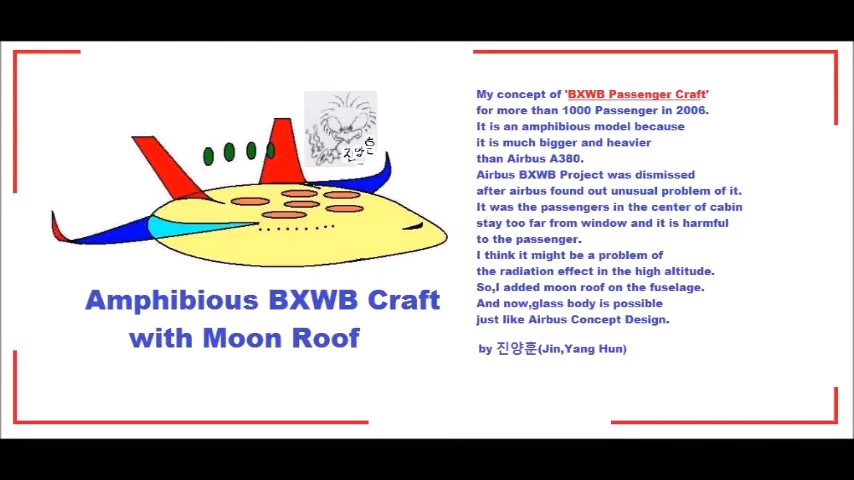 My concept of 'BXWB Passenger Craft'
for more than 1000 Passenger in 2006.
It is an amphibious model because
it is much bigger and heavier
than Airbus A380.
Airbus BXWB Project was dismissed
after airbus found out unusual problem of it.
It was the passengers in the center of cabin
stay too far from window and it is harmful
to the passenger.
I think it might be a problem of
the radiation effect in the high altitude.
So,I added moon roof on the fuselage.
And now,glass body is possible
just like Airbus Concept Design.
by 진양훈(Jin,Yang Hun)
진양훈
Amphibious BXWB Craft
with Moon Roof